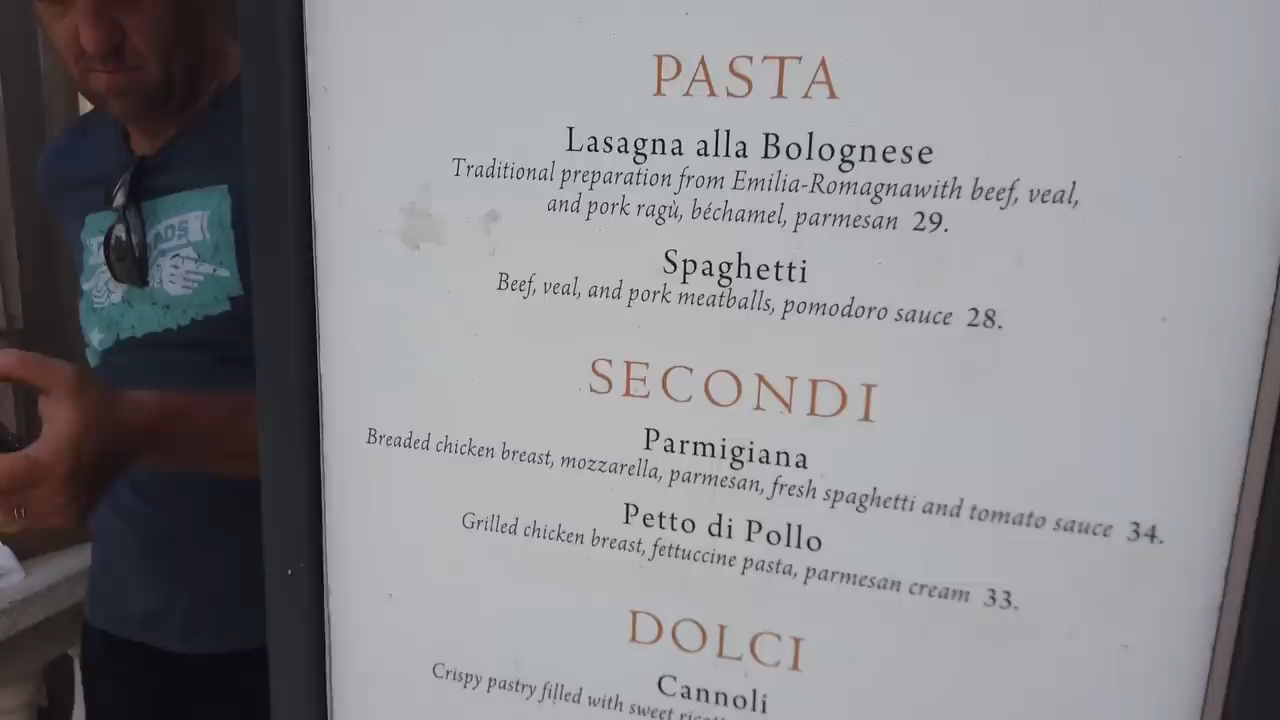 PASTA
Lasagna alla Bolognese
Traditional preparation from Emilia-Romagnawith beef, veal,
and pork ragù, béchamel, parmesan 29.
Spaghetti
Beef, veal, and pork meatballs, pomodoro sauce 28.
SECONDI
Parmigiana
Breaded chicken breast, mozzarella, parmesan, fresh spaghetti and tomato sauce 34.
Petto di Pollo
Grilled chicken breast, fettuccine pasta, parmesan cream 33.
DOLCI
Cannoli
Crispy pastry filled with sweet